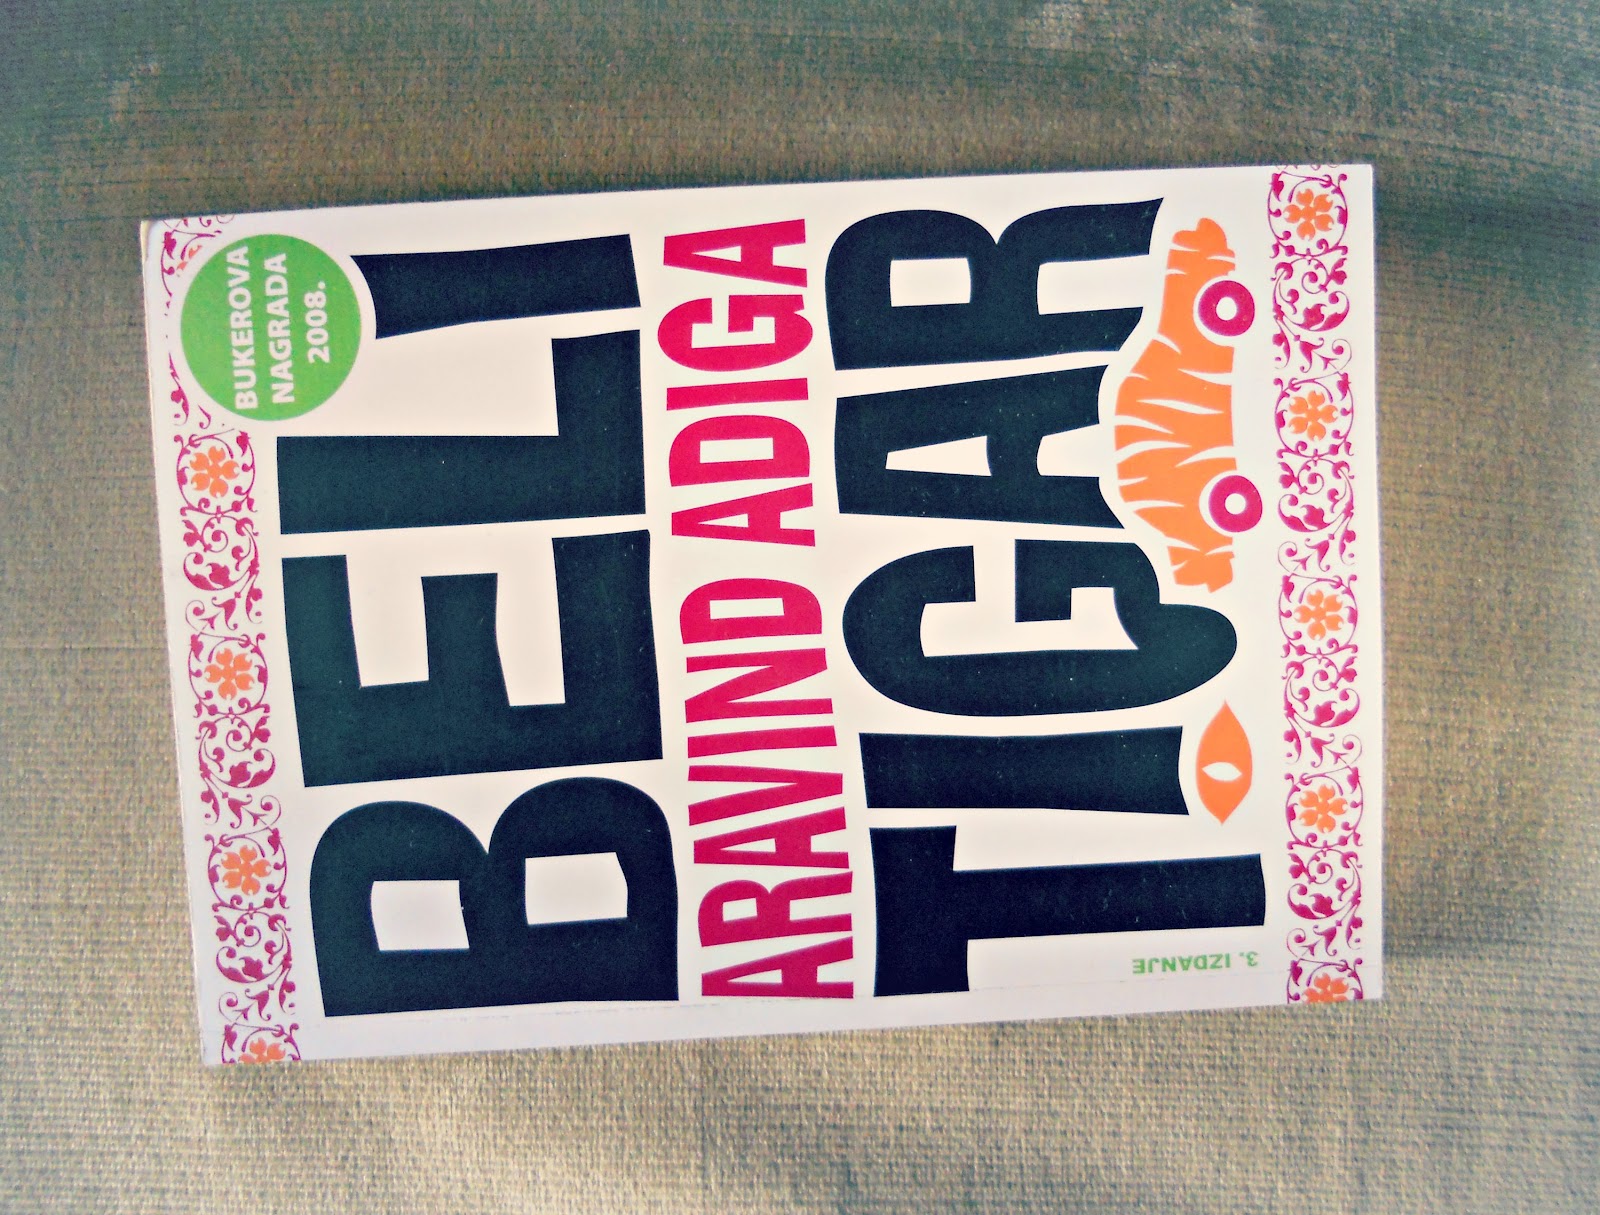 BUKEROVA
NAGRADA
2008.
BELI
ARAVIND ADIGA
TIGAR
3. IZDANJE